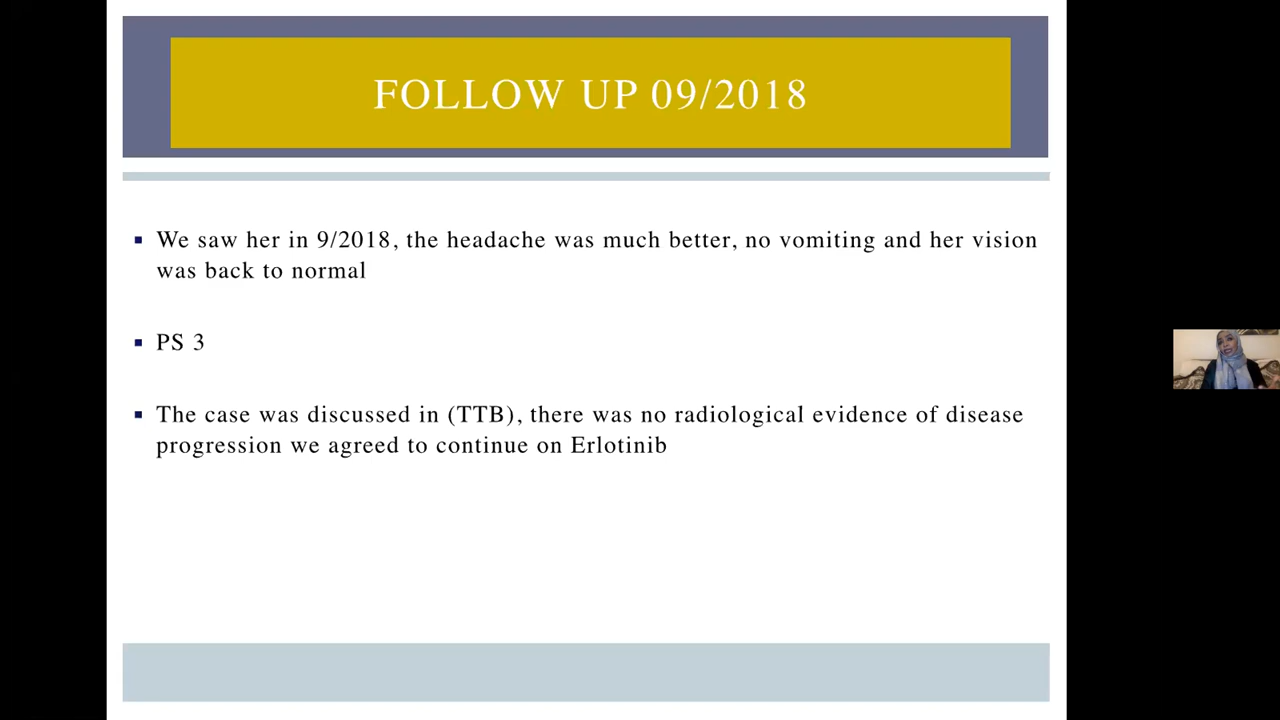 FOLLOW UP 09/2018
▪ We saw her in 9/2018, the headache was much better, no vomiting and her vision
was back to normal
▪ PS 3
▪ The case was discussed in (TTB), there was no radiological evidence of disease
progression we agreed to continue on Erlotinib